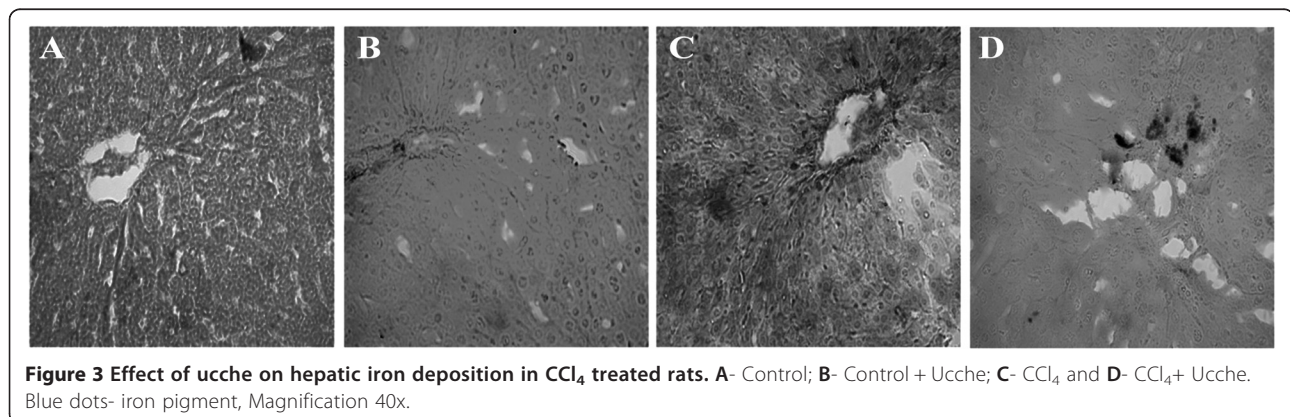 A B C D
Figure 3 Effect of ucche on hepatic iron deposition in CCl₄ treated rats. A- Control; B- Control + Ucche; C- CCl₄ and D- CCl₄+ Ucche.
Blue dots- iron pigment, Magnification 40x.